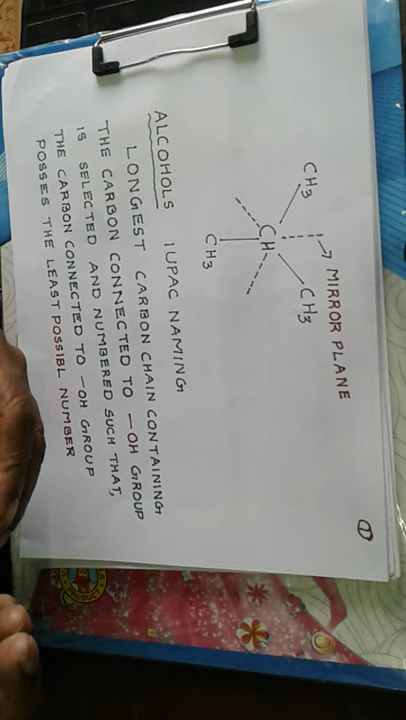 1
MIRROR PLANE
CH3
CH3
CH
CH3
ALCOHOLS IUPAC NAMING
LONGEST CARBON CHAIN CONTAINING
THE CARBON CONNECTED TO —OH GROUP
IS SELECTED AND NUMBERED SUCH THAT,
THE CARBON CONNECTED TO —OH GROUP
POSSES THE LEAST POSSIBL NUMBER